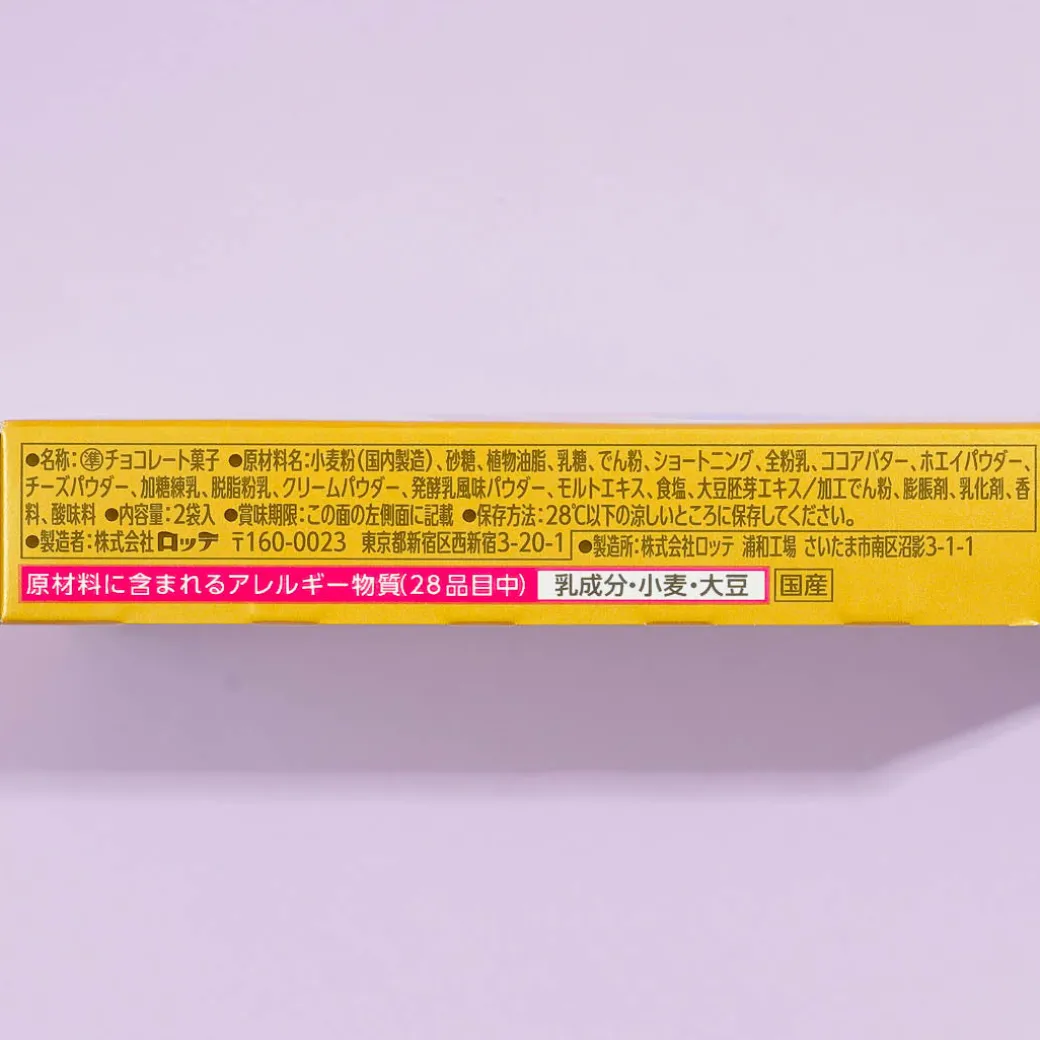 ●名称:㊜チョコレート菓子 ●原材料名:小麦粉(国内製造)、砂糖、植物油脂、乳糖、でん粉、ショートニング、全粉乳、ココアバター、ホエイパウダー、
チーズパウダー、加糖練乳、脱脂粉乳、クリームパウダー、発酵乳風味パウダー、モルトエキス、食塩、大豆胚芽エキス/加工でん粉、膨脹剤、乳化剤、香
料、酸味料 ●内容量:2袋入 ●賞味期限:この面の左側面に記載 ●保存方法:28℃以下の涼しいところに保存してください。
●製造者:株式会社ロッテ 〒160-0023 東京都新宿区西新宿3-20-1 ●製造所:株式会社ロッテ 浦和工場 さいたま市南区沼影3-1-1
原材料に含まれるアレルギー物質(28品目中) 乳成分・小麦・大豆 国産